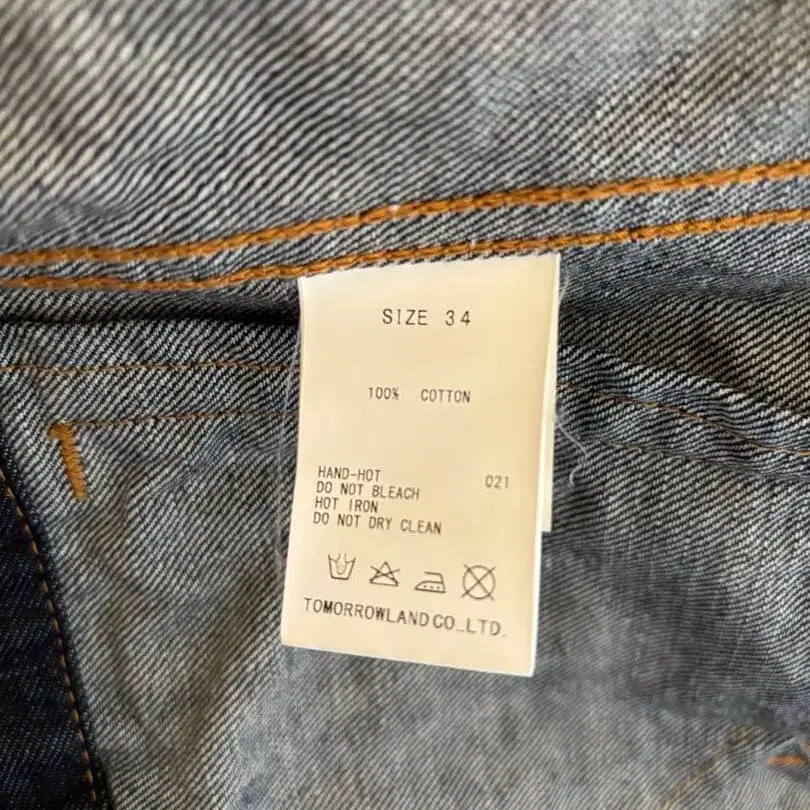 SIZE 34
100% COTTON
HAND-HOT 021
DO NOT BLEACH
HOT IRON
DO NOT DRY CLEAN
TOMORROWLAND CO.,LTD.